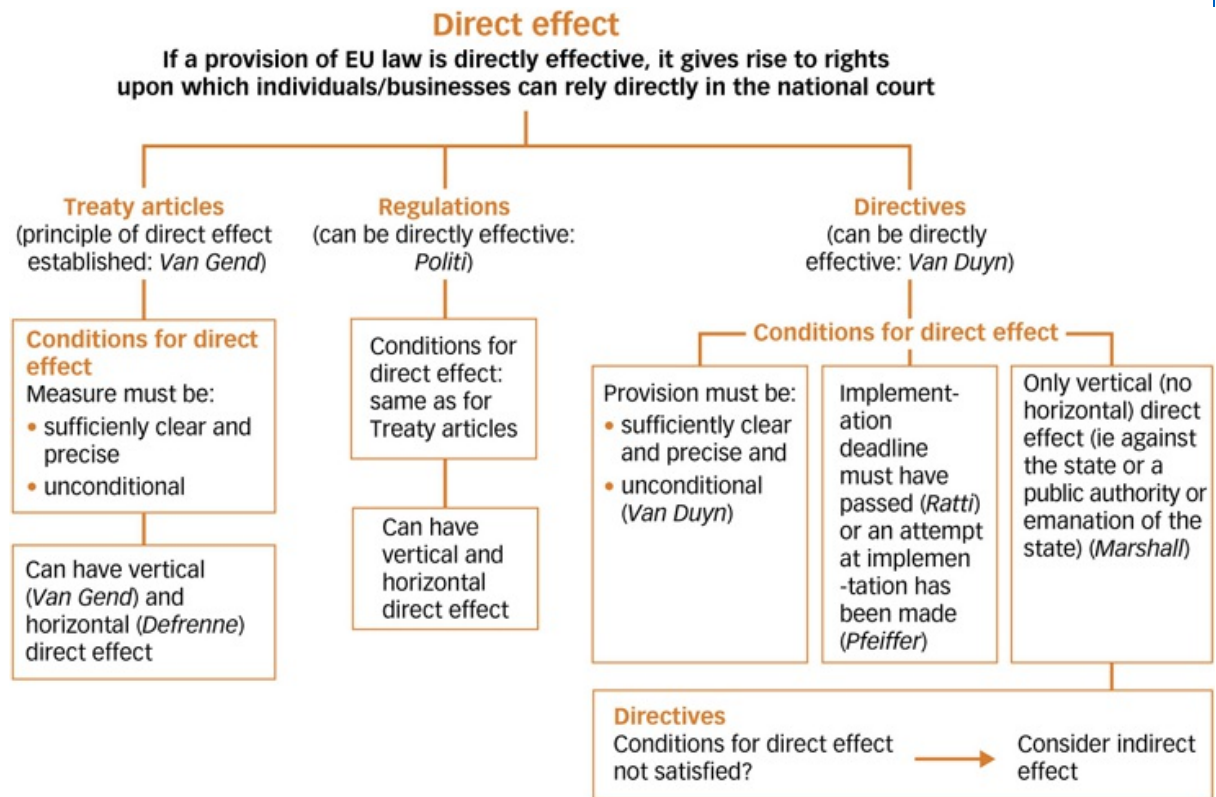 Direct effect
If a provision of EU law is directly effective, it gives rise to rights
upon which individuals/businesses can rely directly in the national court
Treaty articles
(principle of direct effect
established: Van Gend)
Conditions for direct
effect
Measure must be:
• sufficienly clear and
precise
• unconditional
Can have vertical
(Van Gend) and
horizontal (Defrenne)
direct effect
Regulations
(can be directly effective:
Politi)
Conditions for
direct effect:
same as for
Treaty articles
Can have
vertical and
horizontal
direct effect
Directives
(can be directly
effective: Van Duyn)
Conditions for direct effect
Provision must be:
• sufficiently clear
and precise and
• unconditional
(Van Duyn)
Implement-
ation
deadline
must have
passed (Ratti)
or an attempt
at implemen
-tation has
been made
(Pfeiffer)
Only vertical (no
horizontal) direct
effect (ie against
the state or a
public authority or
emanation of the
state) (Marshall)
Directives
Conditions for direct effect
not satisfied?
Consider indirect
effect